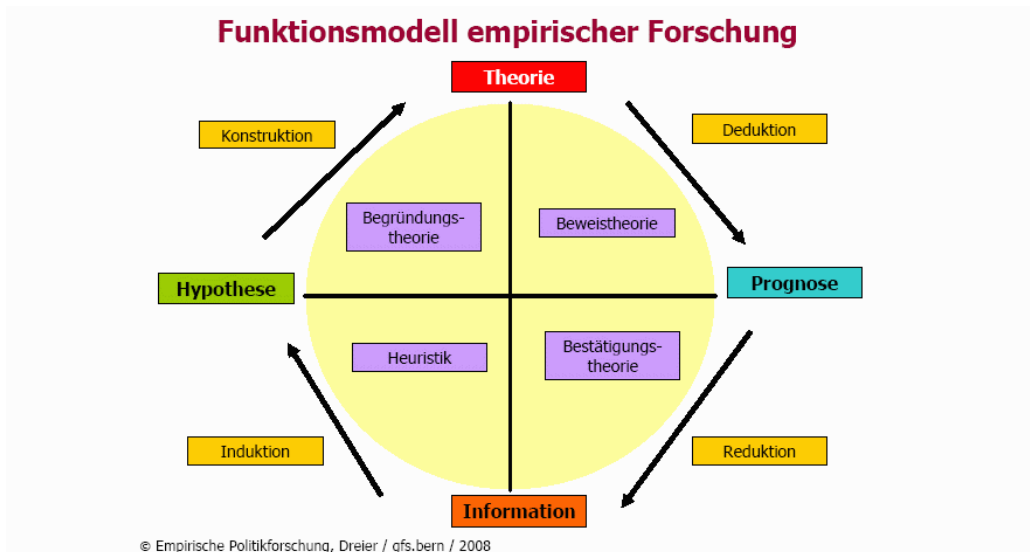 Funktionsmodell empirischer Forschung
Theorie
Konstruktion
Deduktion
Begründungs-
theorie
Beweistheorie
Hypothese
Prognose
Heuristik
Bestätigungs-
theorie
Induktion
Reduktion
Information
© Empirische Politikforschung, Dreier / gfs.bern / 2008